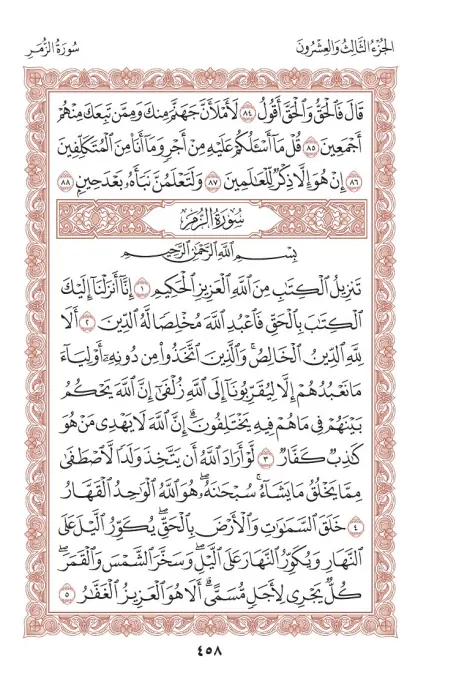 الجُزْءُ الثَّالِثُ وَالعِشْرُونَ
سُورَةُ الزُّمَر
قَالَ فَٱلْحَقُّ وَٱلْحَقَّ أَقُولُ ٨٤ لَأَمْلَأَنَّ جَهَنَّمَ مِنكَ وَمِمَّن تَبِعَكَ مِنْهُمْ
أَجْمَعِينَ ٨٥ قُلْ مَآ أَسْـَٔلُكُمْ عَلَيْهِ مِنْ أَجْرٍ وَمَآ أَنَا۠ مِنَ ٱلْمُتَكَلِّفِينَ
٨٦ إِنْ هُوَ إِلَّا ذِكْرٌ لِّلْعَٰلَمِينَ ٨٧ وَلَتَعْلَمُنَّ نَبَأَهُۥ بَعْدَ حِينٍۭ ٨٨
سُورَةُ الزُّمَرِ
بِسْمِ ٱللَّهِ ٱلرَّحْمَٰنِ ٱلرَّحِيمِ
تَنزِيلُ ٱلْكِتَٰبِ مِنَ ٱللَّهِ ٱلْعَزِيزِ ٱلْحَكِيمِ ١ إِنَّآ أَنزَلْنَآ إِلَيْكَ
ٱلْكِتَٰبَ بِٱلْحَقِّ فَٱعْبُدِ ٱللَّهَ مُخْلِصًا لَّهُ ٱلدِّينَ ٢ أَلَا
لِلَّهِ ٱلدِّينُ ٱلْخَالِصُ ۚ وَٱلَّذِينَ ٱتَّخَذُوا۟ مِن دُونِهِۦٓ أَوْلِيَآءَ
مَا نَعْبُدُهُمْ إِلَّا لِيُقَرِّبُونَآ إِلَى ٱللَّهِ زُلْفَىٰٓ إِنَّ ٱللَّهَ يَحْكُمُ
بَيْنَهُمْ فِى مَا هُمْ فِيهِ يَخْتَلِفُونَ ۗ إِنَّ ٱللَّهَ لَا يَهْدِى مَنْ هُوَ
كَٰذِبٌ كَفَّارٌ ٣ لَّوْ أَرَادَ ٱللَّهُ أَن يَتَّخِذَ وَلَدًا لَّٱصْطَفَىٰ
مِمَّا يَخْلُقُ مَا يَشَآءُ ۚ سُبْحَٰنَهُۥ ۖ هُوَ ٱللَّهُ ٱلْوَٰحِدُ ٱلْقَهَّارُ
٤ خَلَقَ ٱلسَّمَٰوَٰتِ وَٱلْأَرْضَ بِٱلْحَقِّ ۖ يُكَوِّرُ ٱلَّيْلَ عَلَى
ٱلنَّهَارِ وَيُكَوِّرُ ٱلنَّهَارَ عَلَى ٱلَّيْلِ ۖ وَسَخَّرَ ٱلشَّمْسَ وَٱلْقَمَرَ ۖ
كُلٌّ يَجْرِى لِأَجَلٍ مُّسَمًّى ۗ أَلَا هُوَ ٱلْعَزِيزُ ٱلْغَفَّٰرُ ٥
٤٥٨